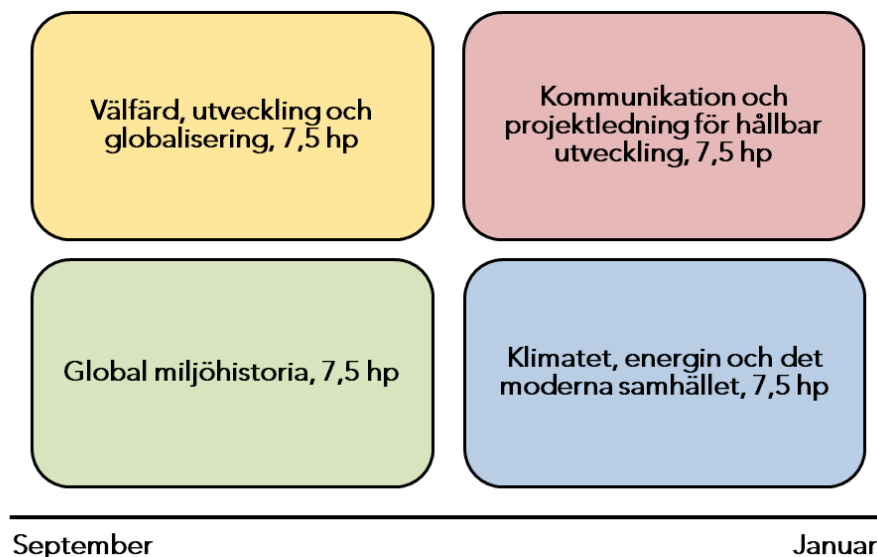 Välfärd, utveckling och
globalisering, 7,5 hp
Kommunikation och
projektledning för hållbar
utveckling, 7,5 hp
Global miljöhistoria, 7,5 hp
Klimatet, energin och det
moderna samhället, 7,5 hp
September
Januar